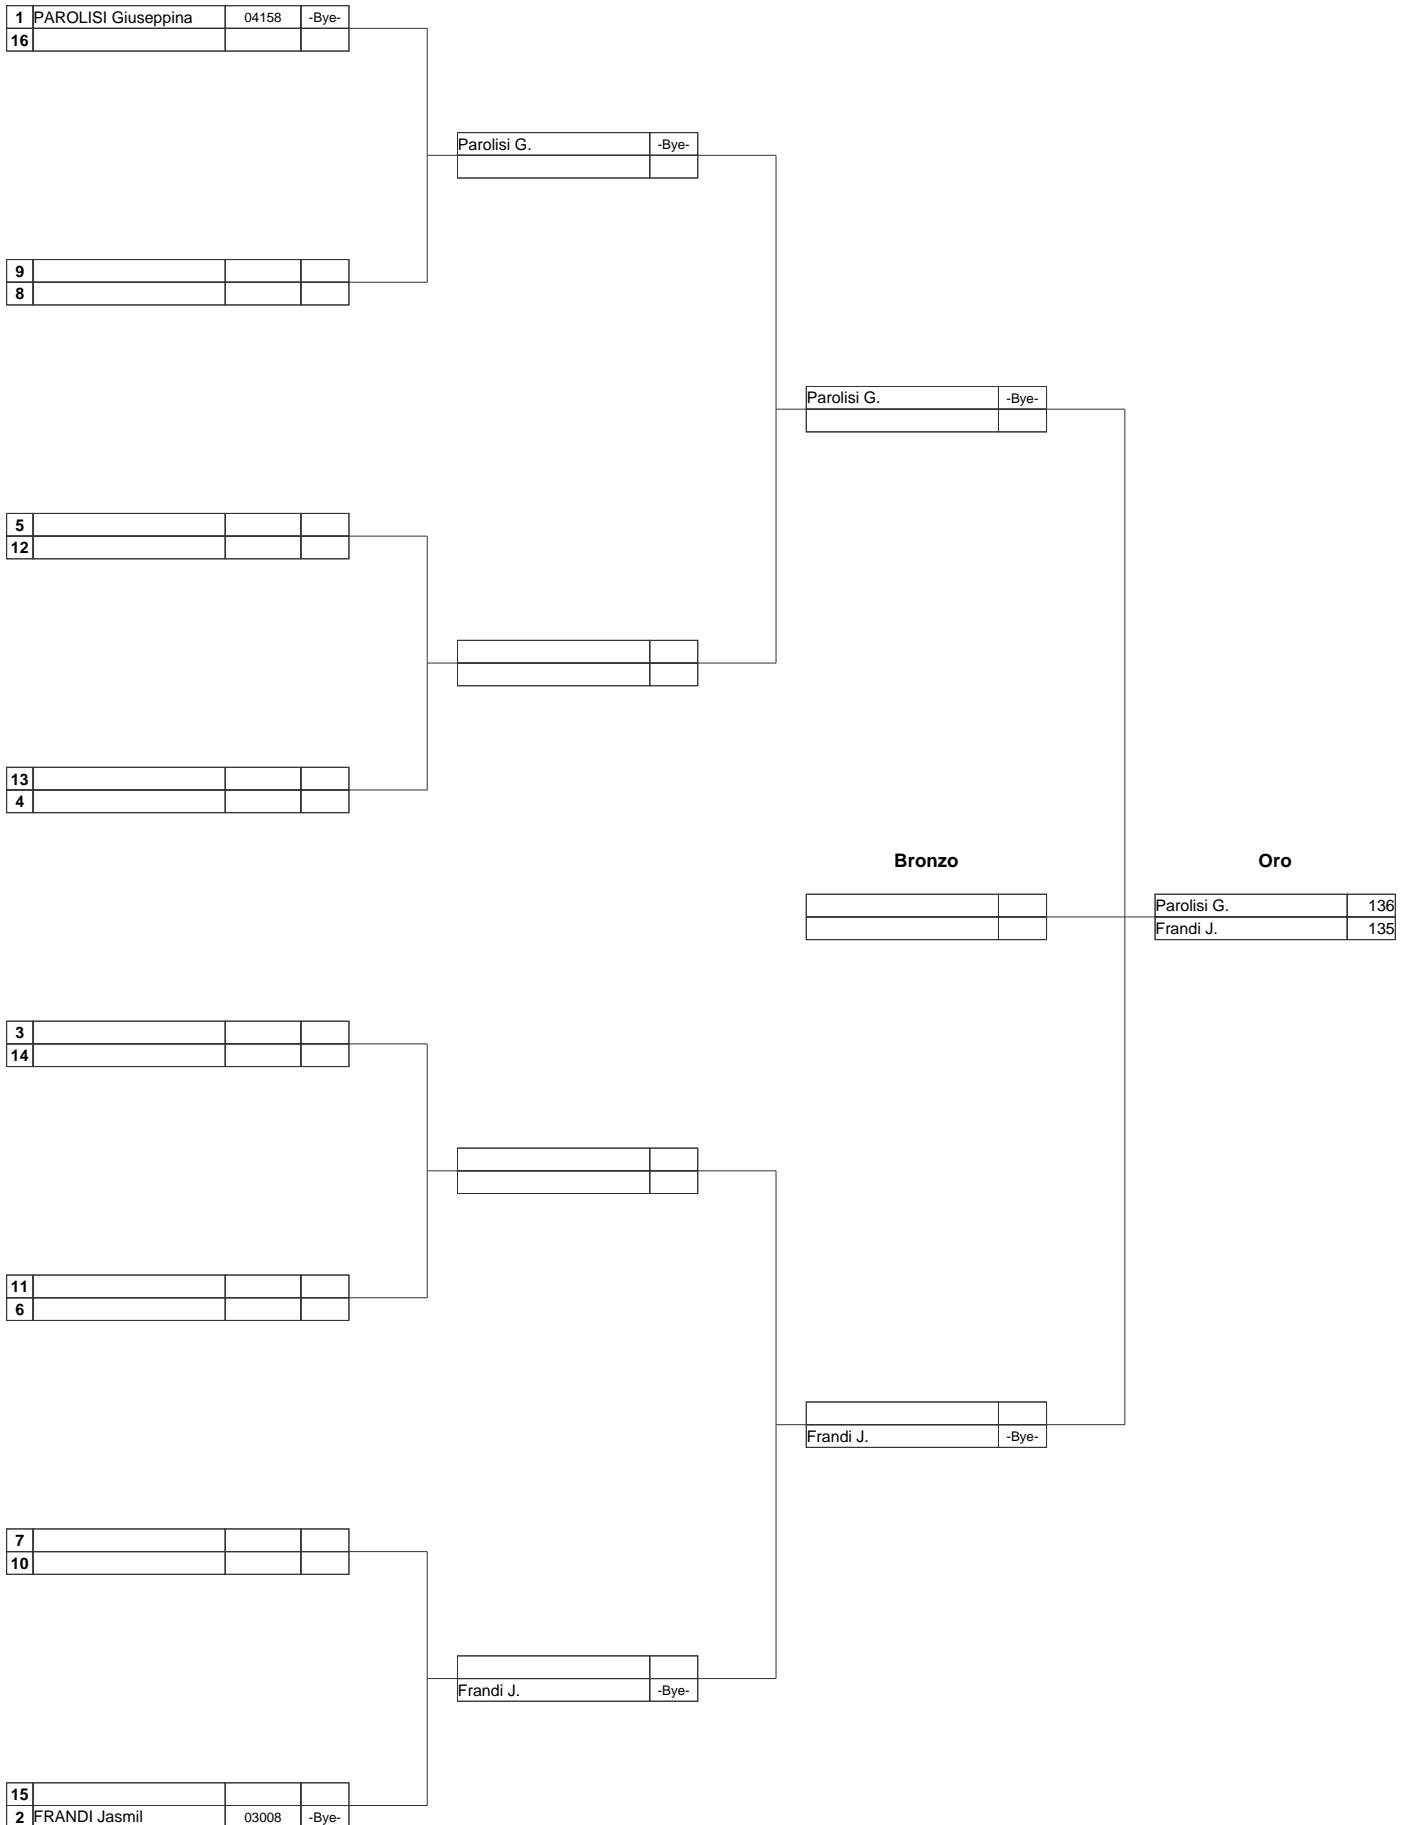 1 PAROLISI Giuseppina 04158 -Bye-
16
Parolisi G. -Bye-
9
8
Parolisi G. -Bye-
5
12
13
4
Bronzo Oro
Parolisi G. 136
Frandi J. 135
3
14
11
6
Frandi J. -Bye-
7
10
Frandi J. -Bye-
15
2 FRANDI Jasmil 03008 -Bye-